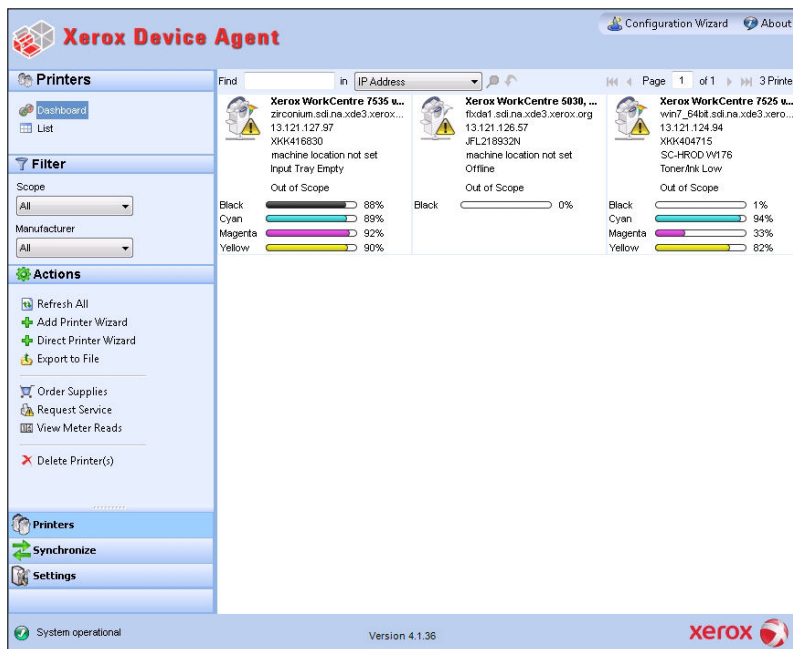 Xerox Device Agent
Configuration Wizard About
Printers
Dashboard
List
Filter
Scope
All
Manufacturer
All
Actions
Refresh All
Add Printer Wizard
Direct Printer Wizard
Export to File
Order Supplies
Request Service
View Meter Reads
Delete Printer(s)
Printers
Synchronize
Settings
Find in IP Address Page 1 of 1 3 Printe
Xerox WorkCentre 7535 v...
zirconium.sdi.na.xde3.xerox...
13.121.127.97
XKK416830
machine location not set
Input Tray Empty
Out of Scope
Black 88%
Cyan 89%
Magenta 92%
Yellow 90%
Xerox WorkCentre 5030, ...
flxda1.sdi.na.xde3.xerox.org
13.121.126.57
JFL218932N
machine location not set
Offline
Out of Scope
Black 0%
Xerox WorkCentre 7525 v...
win7_64bit.sdi.na.xde3.xero...
13.121.124.94
XKK404715
SC-HROD W176
Toner/Ink Low
Out of Scope
Black 1%
Cyan 94%
Magenta 33%
Yellow 82%
System operational
Version 4.1.36
xerox